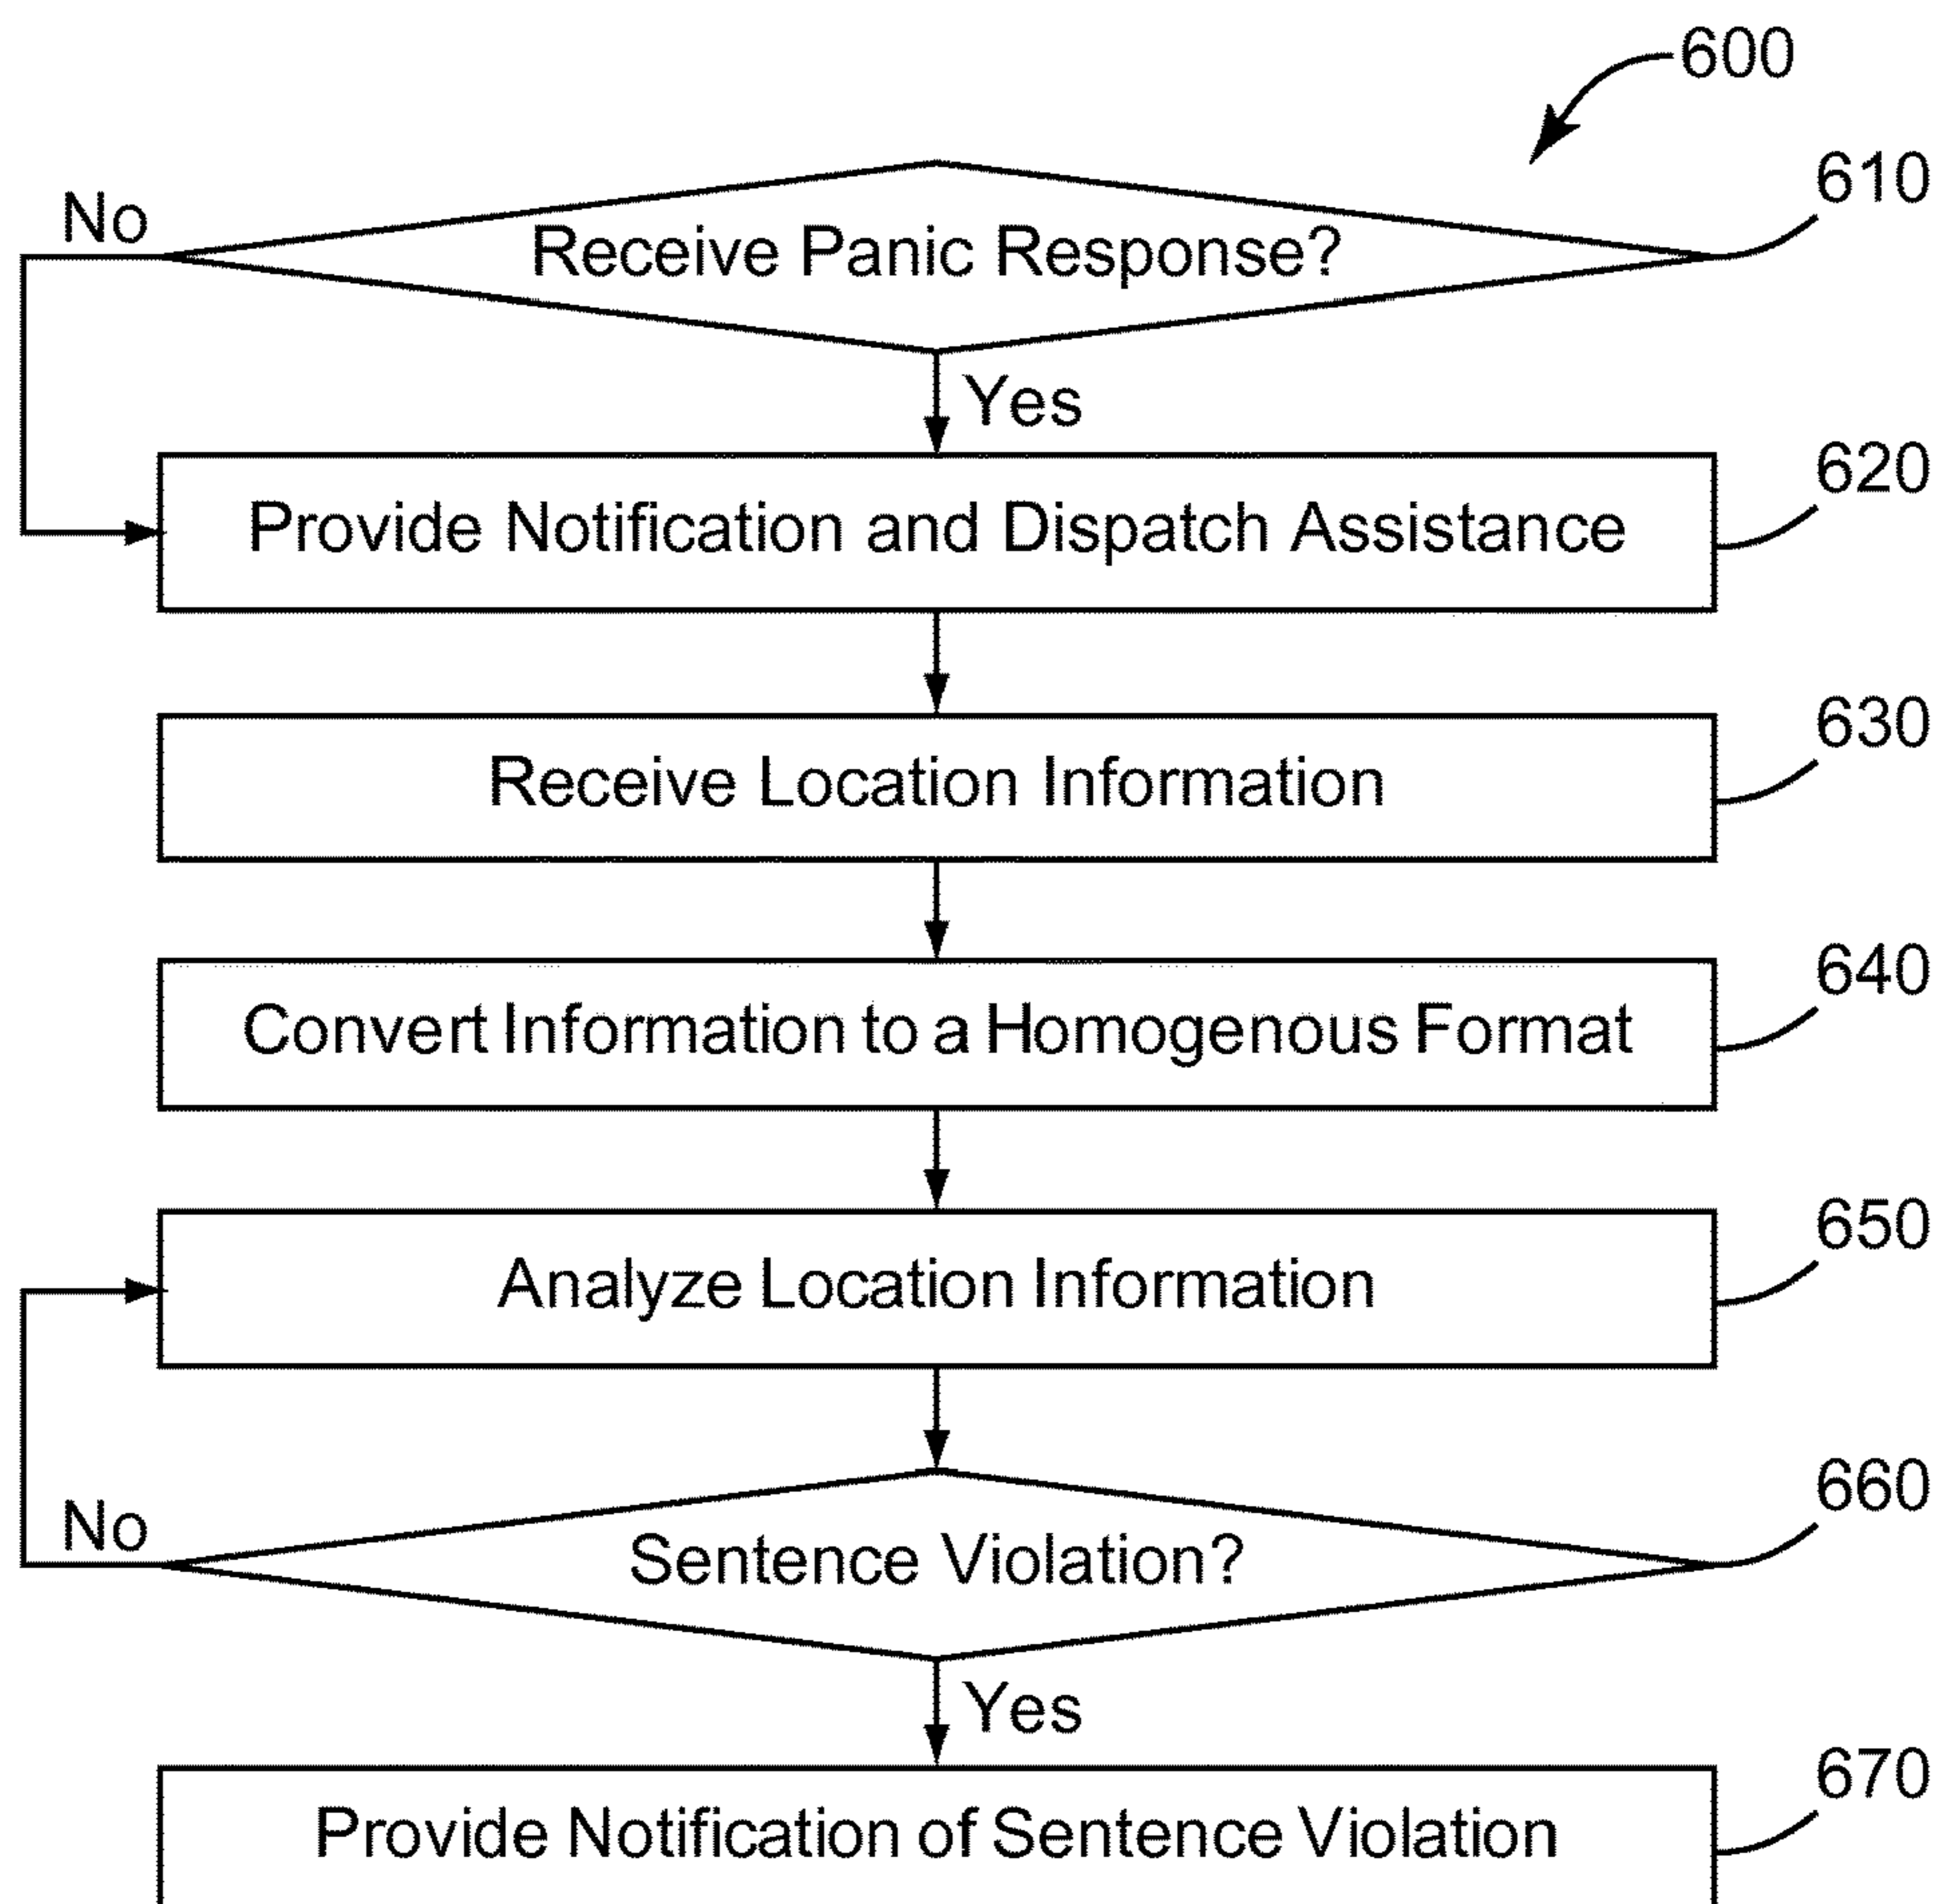 600
610
No
Receive Panic Response?
Yes
620
Provide Notification and Dispatch Assistance
630
Receive Location Information
640
Convert Information to a Homogenous Format
650
Analyze Location Information
660
No
Sentence Violation?
Yes
670
Provide Notification of Sentence Violation